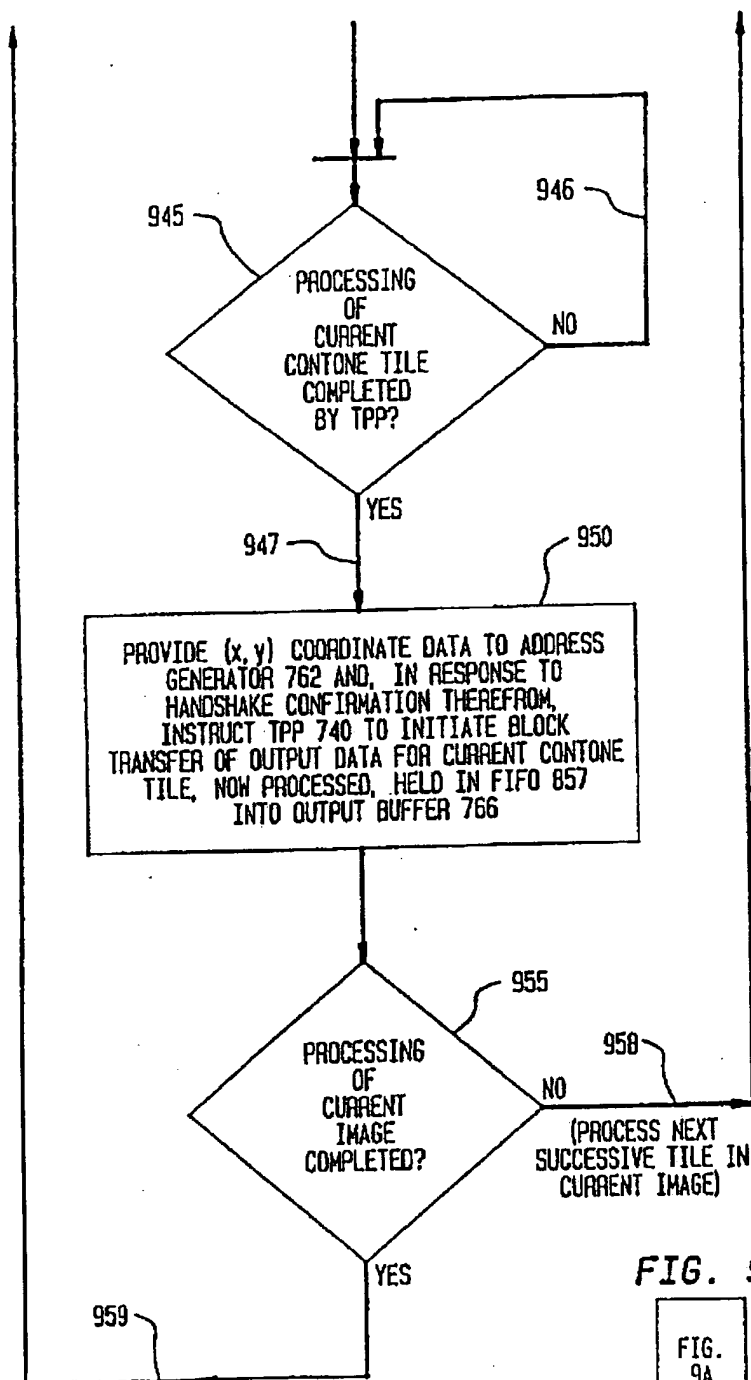 945
946
PROCESSING
OF
CURRENT
CONTONE TILE
COMPLETED
BY TPP?
NO
YES
947
950
PROVIDE (x, y) COORDINATE DATA TO ADDRESS
GENERATOR 762 AND, IN RESPONSE TO
HANDSHAKE CONFIRMATION THEREFROM,
INSTRUCT TPP 740 TO INITIATE BLOCK
TRANSFER OF OUTPUT DATA FOR CURRENT CONTONE
TILE, NOW PROCESSED, HELD IN FIFO 857
INTO OUTPUT BUFFER 766
955
PROCESSING
OF
CURRENT
IMAGE
COMPLETED?
NO
958
(PROCESS NEXT
SUCCESSIVE TILE IN
CURRENT IMAGE)
YES
959
FIG.
FIG.
9A